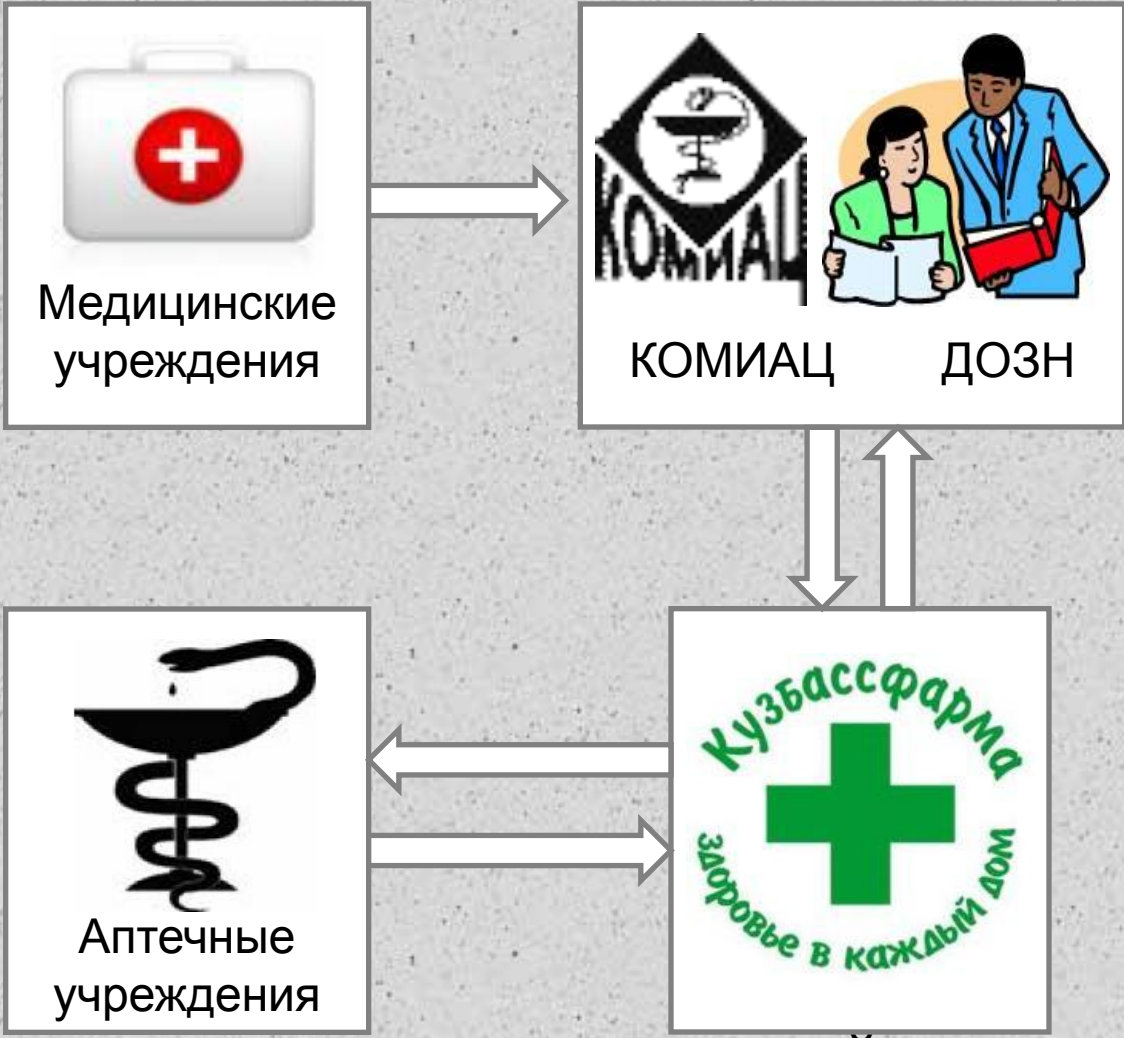 КОМИАЦ
Медицинские
учреждения
КОМИАЦ ДОЗН
Кузбассфарма
здоровье в каждый дом
Аптечные
учреждения